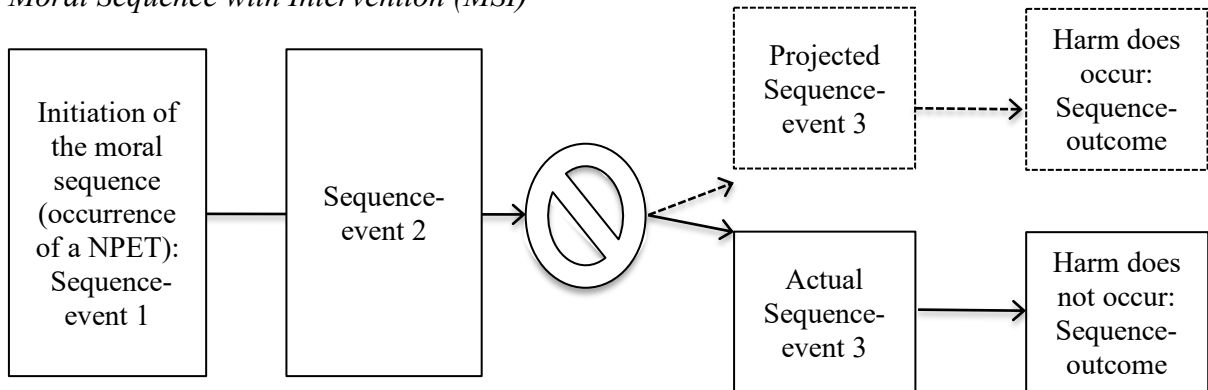 Moral Sequence with Intervention (MSI)
Initiation of
the moral
sequence
(occurrence
of a NPET):
Sequence-
event 1
Sequence-
event 2
Projected
Sequence-
event 3
Harm does
occur:
Sequence-
outcome
Actual
Sequence-
event 3
Harm does
not occur:
Sequence-
outcome